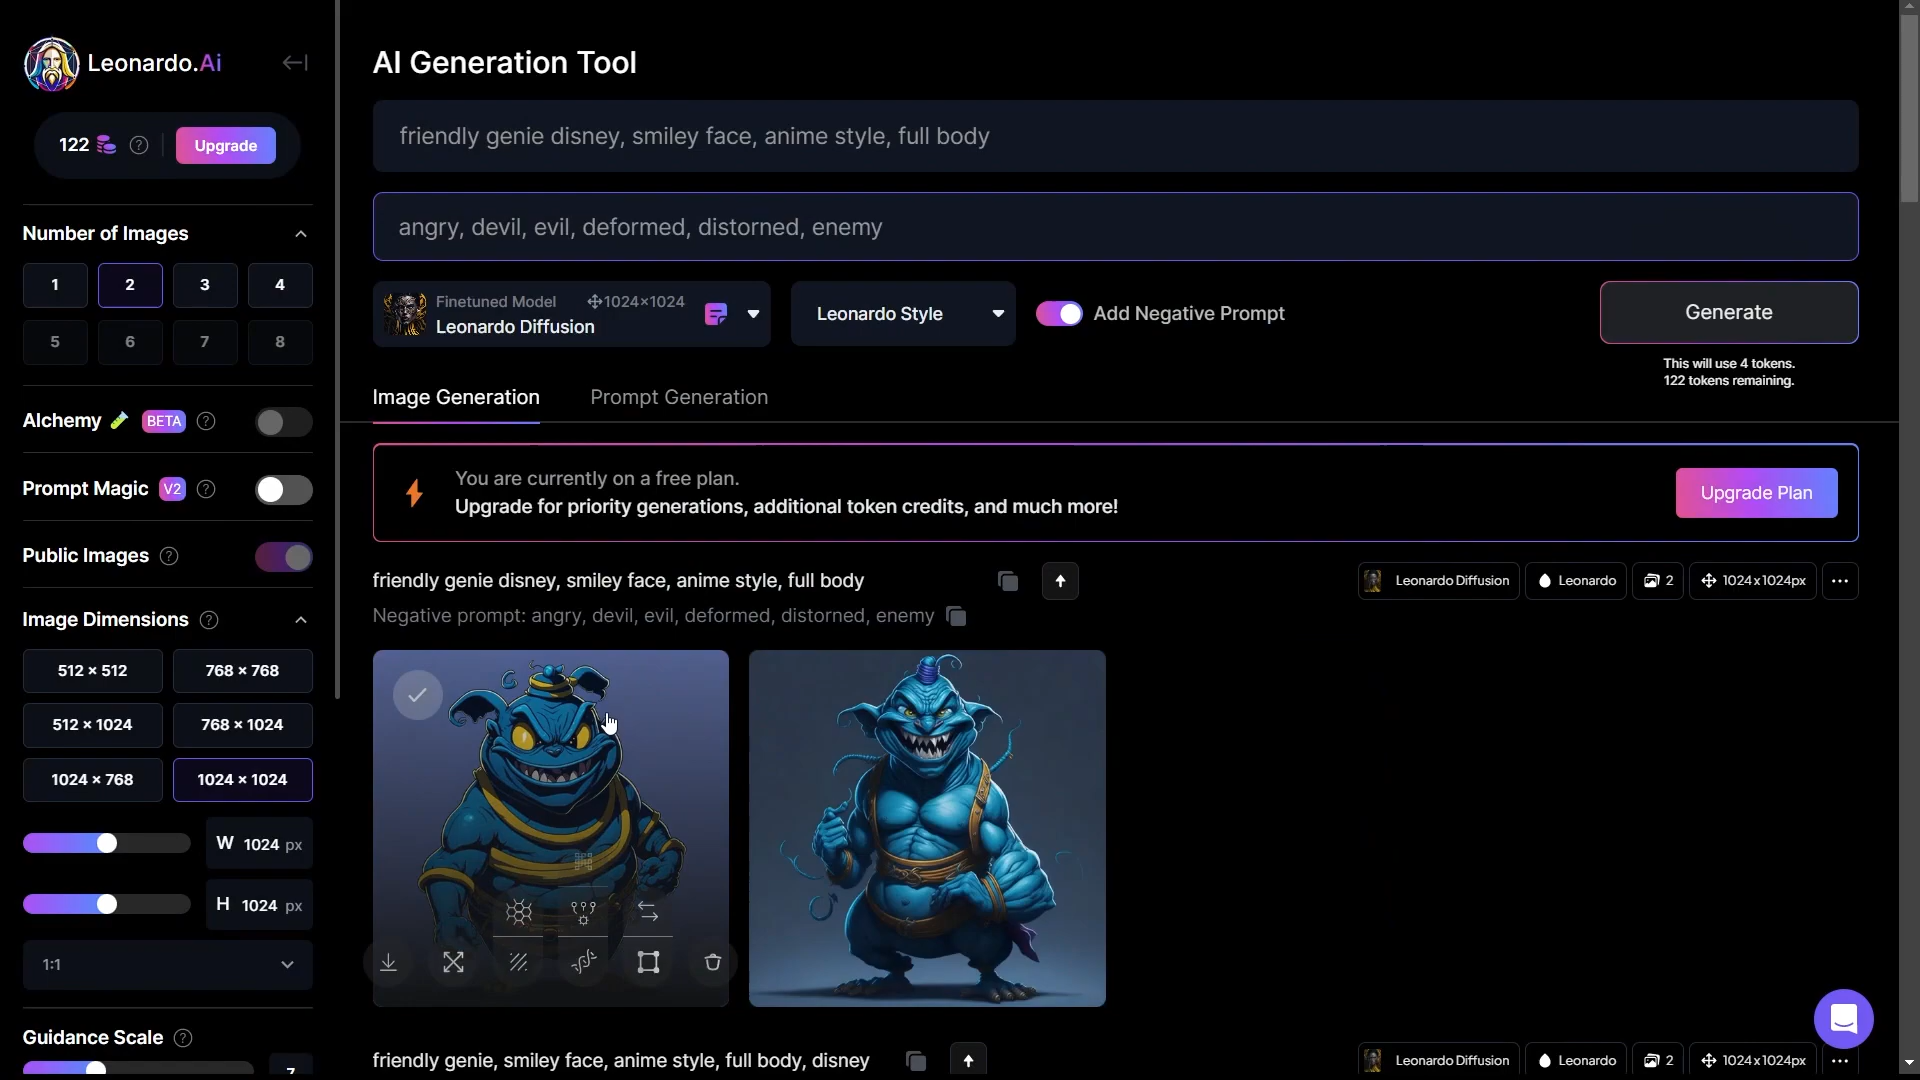 Leonardo.Ai
122
Upgrade
Number of Images
1
2
3
4
5
6
7
8
Alchemy BETA
Prompt Magic V2
Public Images
Image Dimensions
512 × 512
768 × 768
512 × 1024
768 × 1024
1024 × 768
1024 × 1024
W 1024 px
H 1024 px
1:1
Guidance Scale
7
AI Generation Tool
friendly genie disney, smiley face, anime style, full body
angry, devil, evil, deformed, distorned, enemy
Finetuned Model 1024×1024
Leonardo Diffusion
Leonardo Style
Add Negative Prompt
Generate
This will use 4 tokens.
122 tokens remaining.
Image Generation
Prompt Generation
You are currently on a free plan.
Upgrade for priority generations, additional token credits, and much more!
Upgrade Plan
friendly genie disney, smiley face, anime style, full body
Leonardo Diffusion
Leonardo
2
1024x1024px
Negative prompt: angry, devil, evil, deformed, distorned, enemy
friendly genie, smiley face, anime style, full body, disney
Leonardo Diffusion
Leonardo
2
1024x1024px